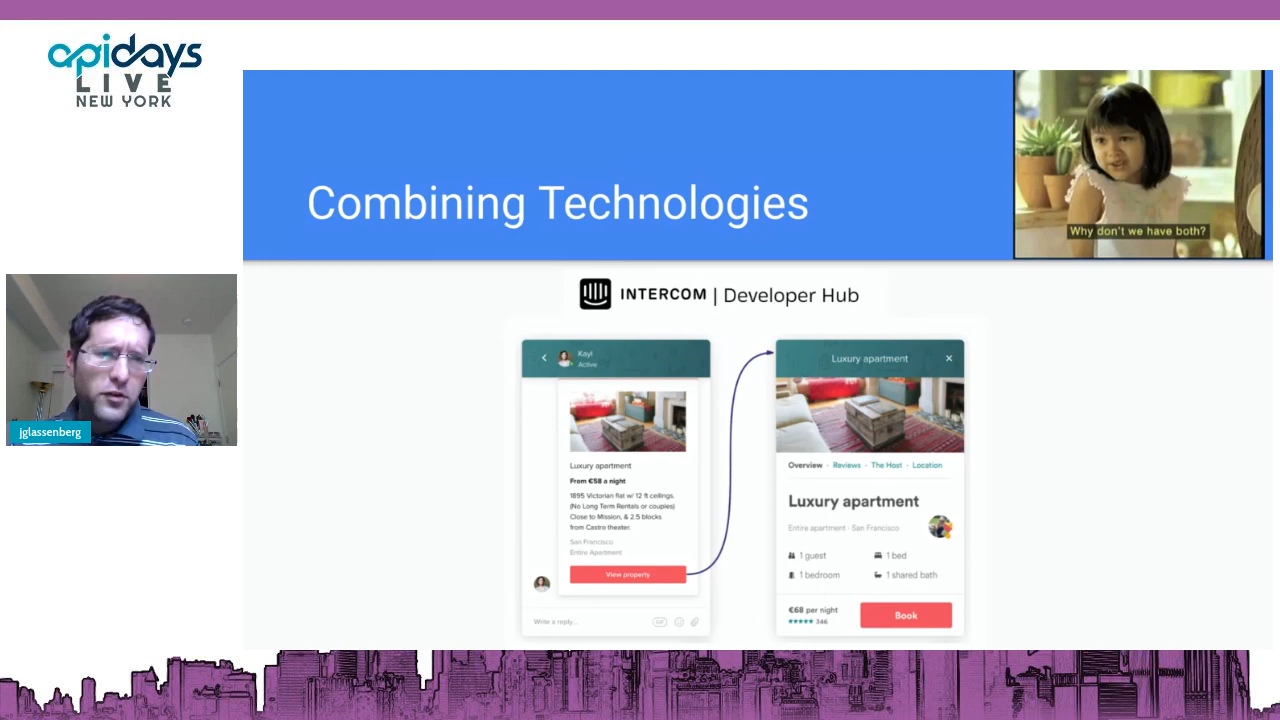 apidays
LIVE
NEW YORK
Combining Technologies
Why don't we have both?
INTERCOM | Developer Hub
jglassenberg
Kayi
Active
Luxury apartment
From €58 a night
1895 Victorian flat w/ 12 ft ceilings.
(No Long Term Rentals or couples)
Close to Mission, & 2.5 blocks
from Castro theater.
San Francisco
Entire Apartment
View property
Write a reply...
GIF
Luxury apartment
Overview · Reviews · The Host · Location
Luxury apartment
Entire apartment · San Francisco
1 guest
1 bed
1 bedroom
1 shared bath
€68 per night
346
Book